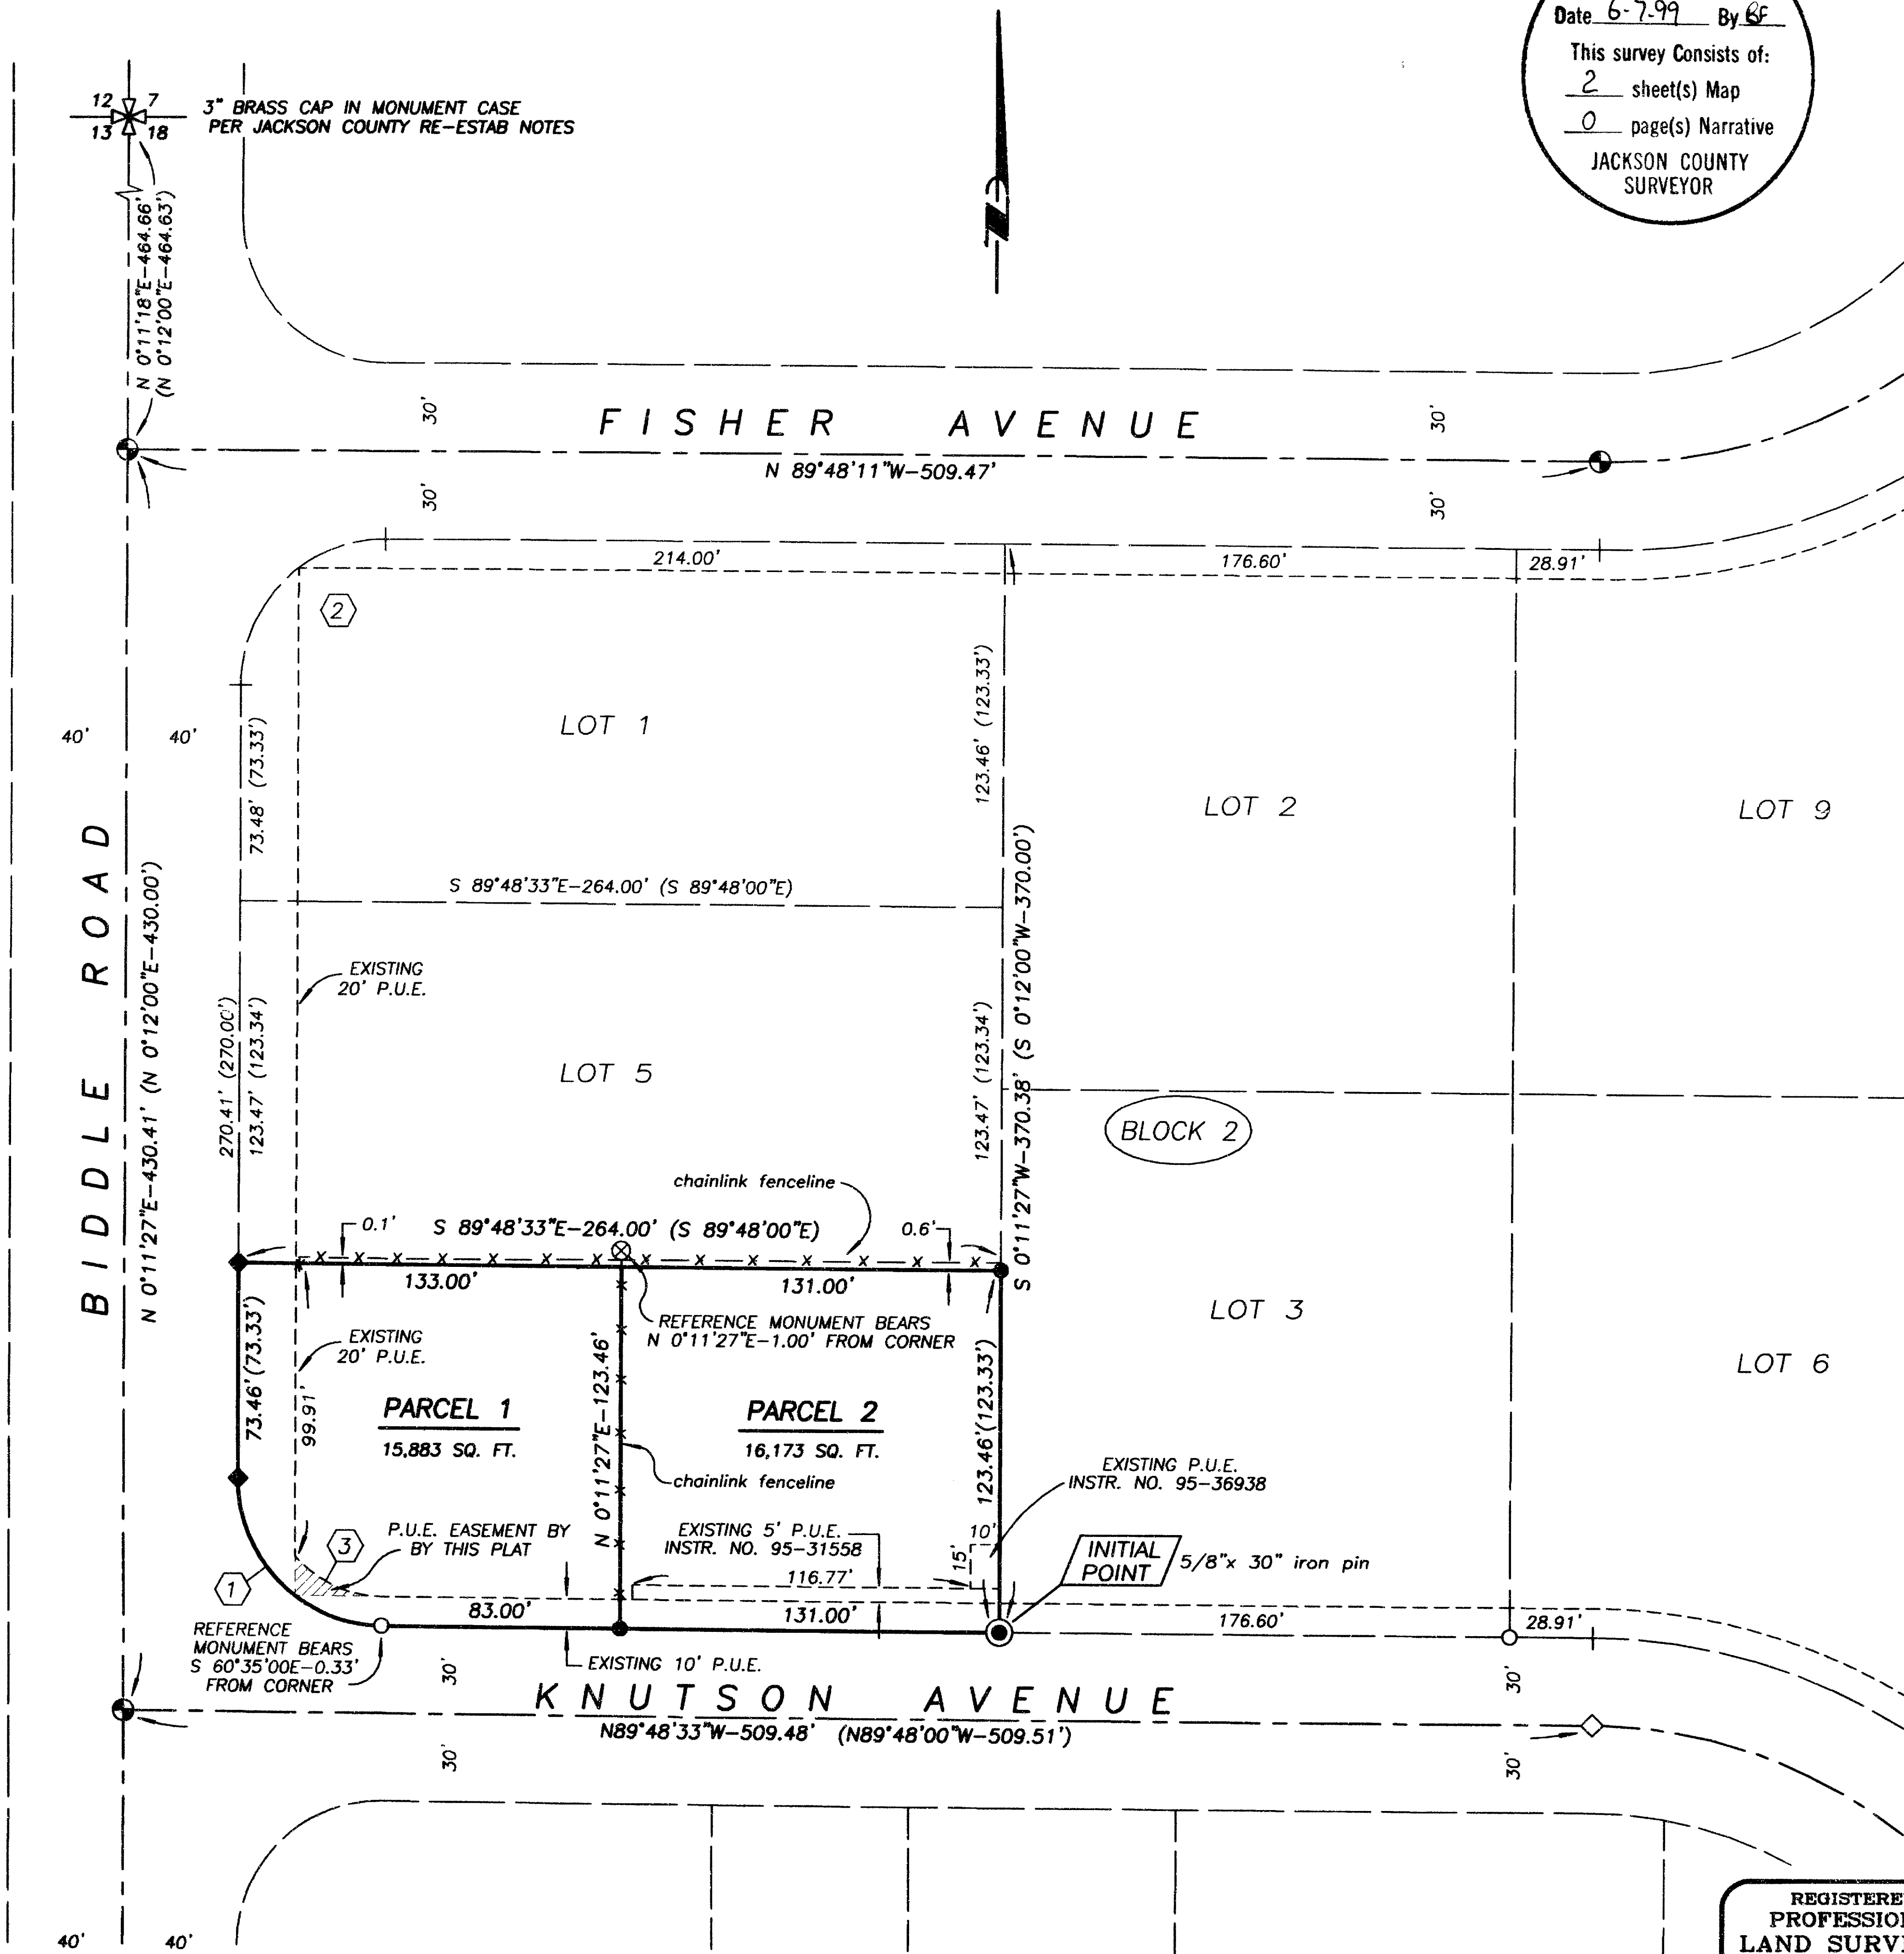 Date 6-7-99 By BF
This survey Consists of:
2 sheet(s) Map
0 page(s) Narrative
JACKSON COUNTY
SURVEYOR
12 7
13 18
3" BRASS CAP IN MONUMENT CASE
PER JACKSON COUNTY RE-ESTAB NOTES
N 0°11'18"E-464.66'
(N 0°12'00"E-464.63')
N
30'
30'
FISHER AVENUE
N 89°48'11"W-509.47'
30'
30'
214.00'
176.60'
28.91'
2
40'
40'
73.48' (73.33')
LOT 1
123.46' (123.33')
LOT 2
LOT 9
BIDDLE ROAD
N 0°11'27"E-430.41' (N 0°12'00"E-430.00')
S 89°48'33"E-264.00' (S 89°48'00"E)
S 0°11'27"W-370.38' (S 0°12'00"W-370.00')
EXISTING
20' P.U.E.
270.41' (270.00')
123.47' (123.34')
LOT 5
123.47' (123.34')
BLOCK 2
chainlink fenceline
0.1'
S 89°48'33"E-264.00' (S 89°48'00"E)
0.6'
133.00'
131.00'
REFERENCE MONUMENT BEARS
N 0°11'27"E-1.00' FROM CORNER
LOT 3
LOT 6
73.46'(73.33')
EXISTING
20' P.U.E.
99.91'
PARCEL 1
15,883 SQ. FT.
N 0°11'27"E-123.46'
PARCEL 2
16,173 SQ. FT.
123.46'(123.33')
chainlink fenceline
EXISTING P.U.E.
INSTR. NO. 95-36938
P.U.E. EASEMENT BY
BY THIS PLAT
3
EXISTING 5' P.U.E.
INSTR. NO. 95-31558
10'
15'
INITIAL
POINT
5/8"x 30" iron pin
1
116.77'
83.00'
131.00'
176.60'
28.91'
REFERENCE
MONUMENT BEARS
S 60°35'00E-0.33'
FROM CORNER
EXISTING 10' P.U.E.
30'
30'
KNUTSON AVENUE
N89°48'33"W-509.48' (N89°48'00"W-509.51')
30'
30'
40'
40'
REGISTERE
PROFESSIO
LAND SURV